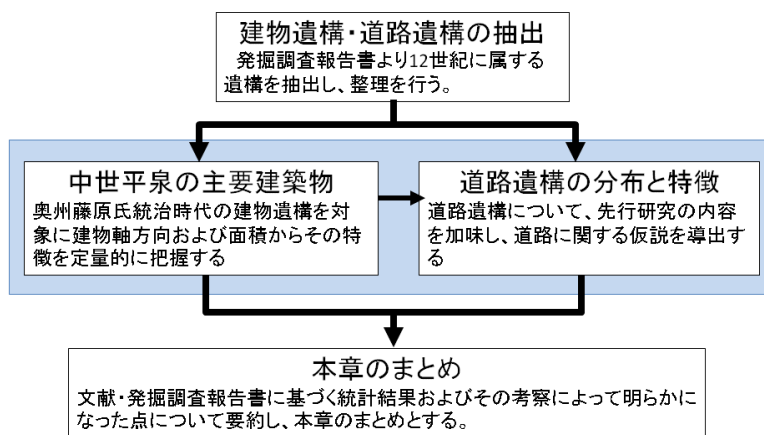 建物遺構・道路遺構の抽出
発掘調査報告書より12世紀に属する
遺構を抽出し、整理を行う。
中世平泉の主要建築物
奥州藤原氏統治時代の建物遺構を対
象に建物軸方向および面積からその特
徴を定量的に把握する
道路遺構の分布と特徴
道路遺構について、先行研究の内容
を加味し、道路に関する仮説を導出す
る
本章のまとめ
文献・発掘調査報告書に基づく統計結果およびその考察によって明らかに
なった点について要約し、本章のまとめとする。